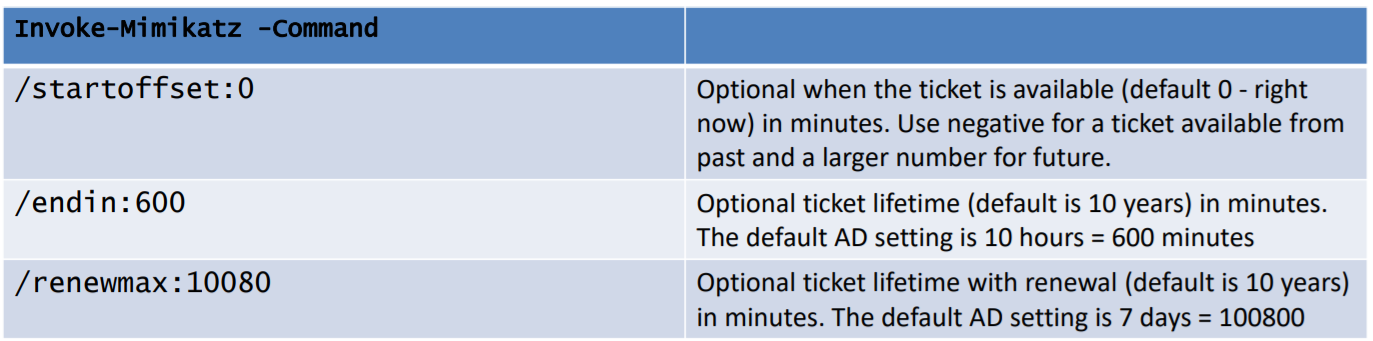 Invoke-Mimikatz -Command
/startoffset:0
Optional when the ticket is available (default 0 - right
now) in minutes. Use negative for a ticket available from
past and a larger number for future.
/endin:600
Optional ticket lifetime (default is 10 years) in minutes.
The default AD setting is 10 hours = 600 minutes
/renewmax:10080
Optional ticket lifetime with renewal (default is 10 years)
in minutes. The default AD setting is 7 days = 100800